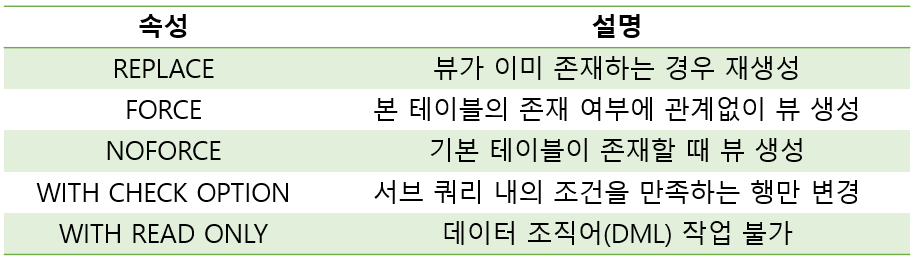 속성 설명
REPLACE 뷰가 이미 존재하는 경우 재생성
FORCE 본 테이블의 존재 여부에 관계없이 뷰 생성
NOFORCE 기본 테이블이 존재할 때 뷰 생성
WITH CHECK OPTION 서브 쿼리 내의 조건을 만족하는 행만 변경
WITH READ ONLY 데이터 조직어(DML) 작업 불가